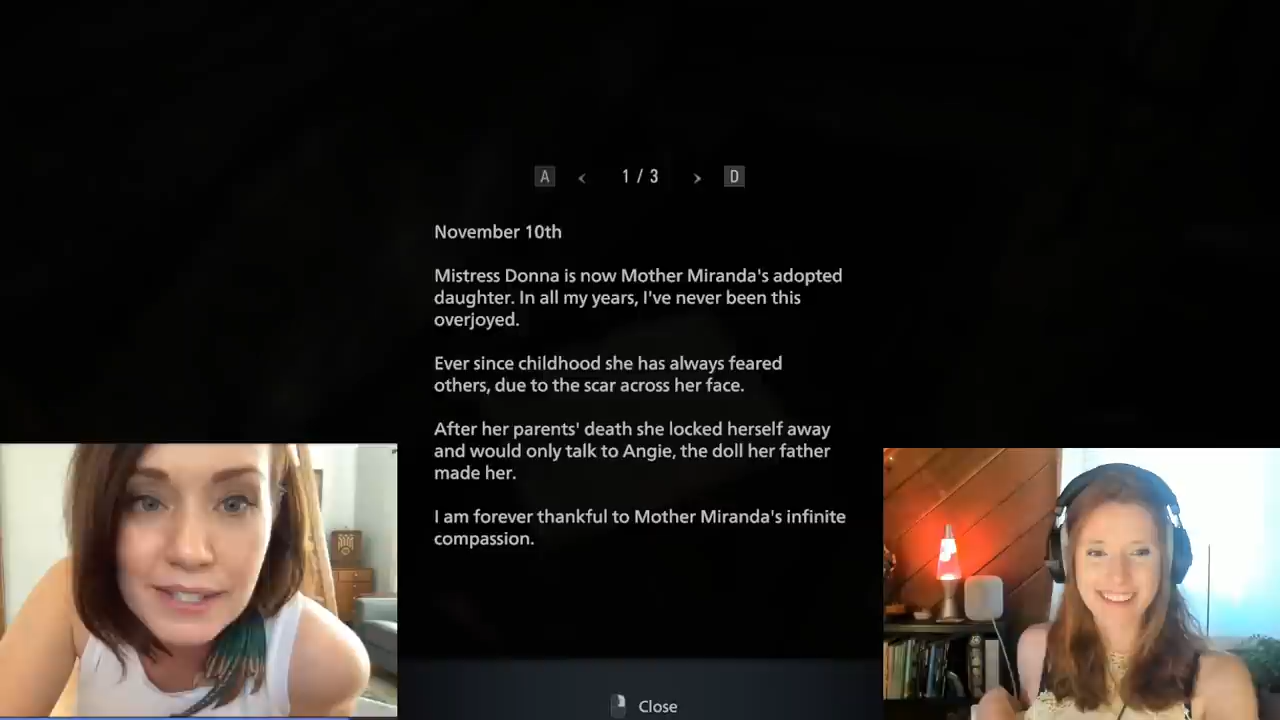 A < 1 / 3 > D
November 10th
Mistress Donna is now Mother Miranda's adopted
daughter. In all my years, I've never been this
overjoyed.
Ever since childhood she has always feared
others, due to the scar across her face.
After her parents' death she locked herself away
and would only talk to Angie, the doll her father
made her.
I am forever thankful to Mother Miranda's infinite
compassion.
Close